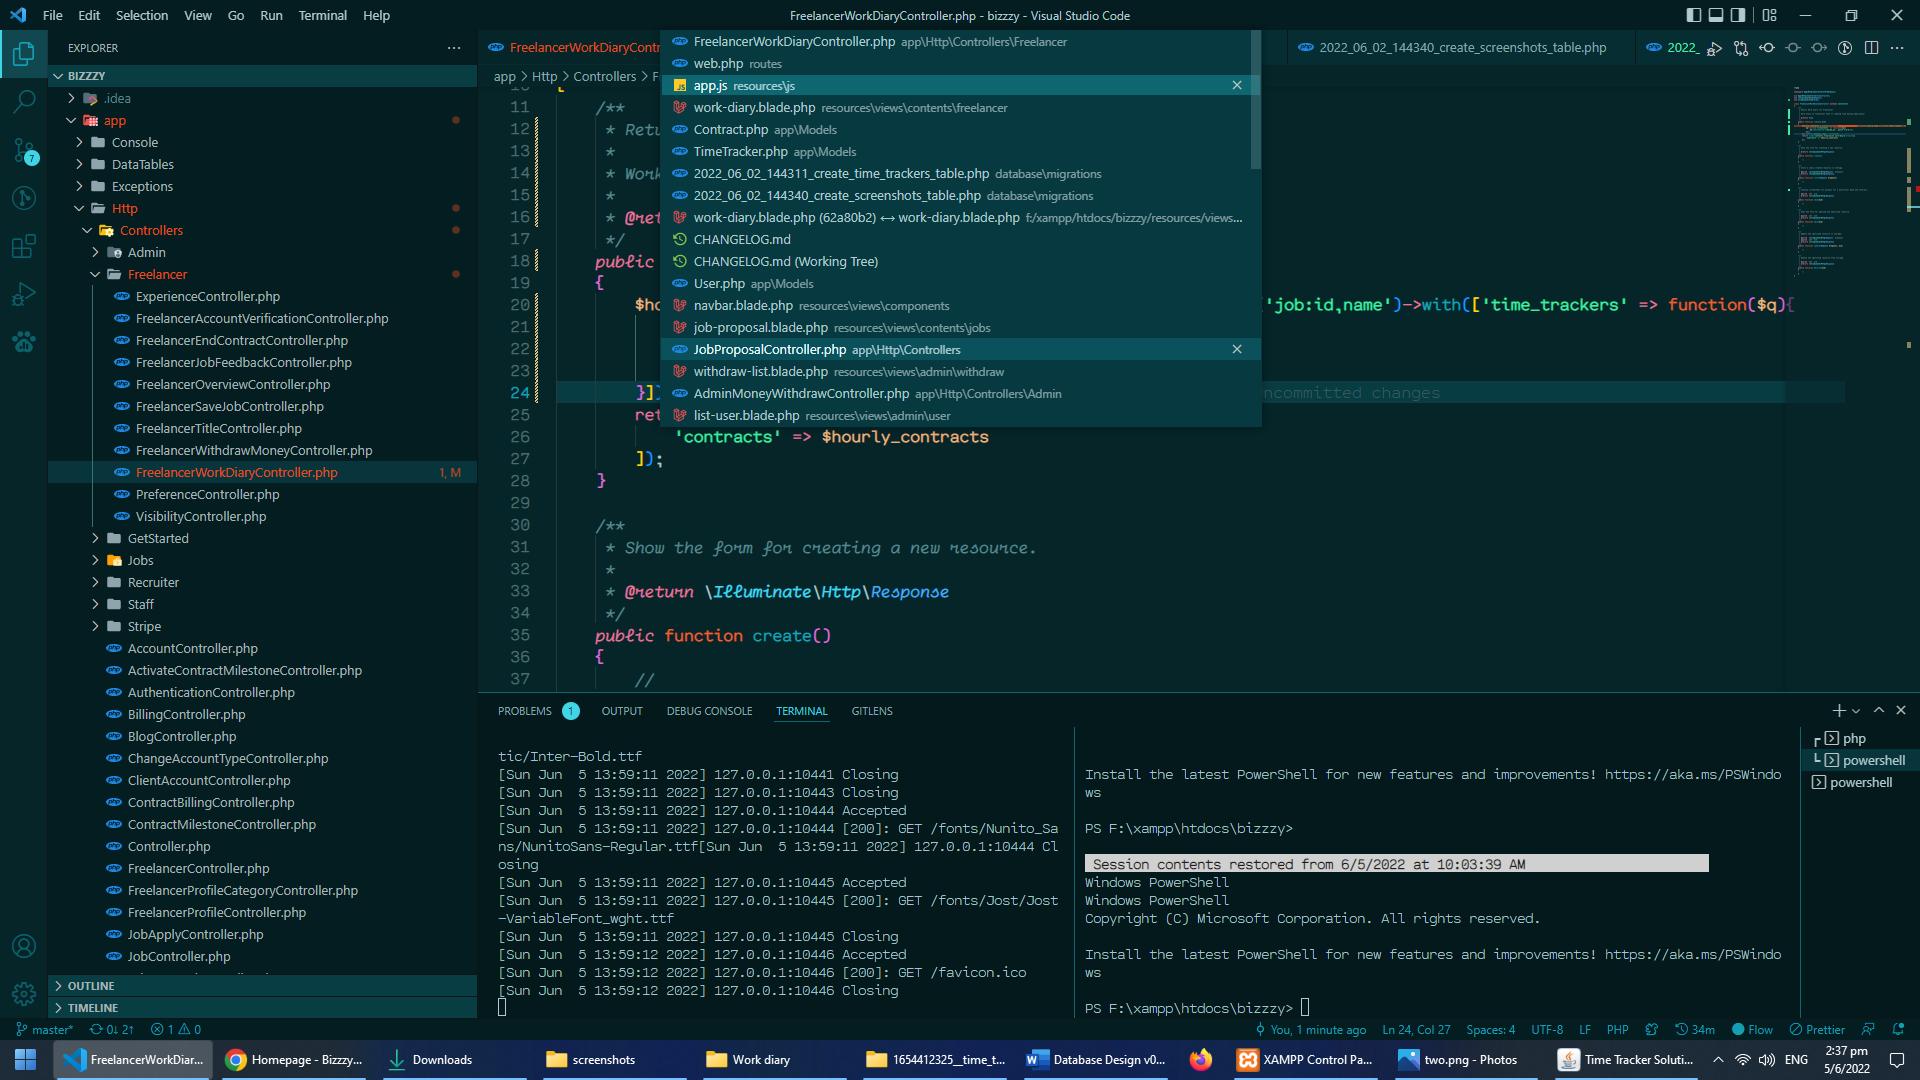 File Edit Selection View Go Run Terminal Help
FreelancerWorkDiaryController.php - bizzzy - Visual Studio Code
EXPLORER
BIZZZY
.idea
app
Console
DataTables
Exceptions
Http
Controllers
Admin
Freelancer
ExperienceController.php
FreelancerAccountVerificationController.php
FreelancerEndContractController.php
FreelancerJobFeedbackController.php
FreelancerOverviewController.php
FreelancerSaveJobController.php
FreelancerTitleController.php
FreelancerWithdrawMoneyController.php
FreelancerWorkDiaryController.php 1, M
PreferenceController.php
VisibilityController.php
GetStarted
Jobs
Recruiter
Staff
Stripe
AccountController.php
ActivateContractMilestoneController.php
AuthenticationController.php
BillingController.php
BlogController.php
ChangeAccountTypeController.php
ClientAccountController.php
ContractBillingController.php
ContractMilestoneController.php
Controller.php
FreelancerController.php
FreelancerProfileCategoryController.php
FreelancerProfileController.php
JobApplyController.php
JobController.php
OUTLINE
TIMELINE
7
FreelancerWorkDiaryContr
2022_06_02_144340_create_screenshots_table.php
2022_
app > Http > Controllers > F
FreelancerWorkDiaryController.php app\Http\Controllers\Freelancer
web.php routes
app.js resources\js
work-diary.blade.php resources\views\contents\freelancer
Contract.php app\Models
TimeTracker.php app\Models
2022_06_02_144311_create_time_trackers_table.php database\migrations
2022_06_02_144340_create_screenshots_table.php database\migrations
work-diary.blade.php (62a80b2) ↔ work-diary.blade.php f:/xampp/htdocs/bizzzy/resources/views...
CHANGELOG.md
CHANGELOG.md (Working Tree)
User.php app\Models
navbar.blade.php resources\views\components
job-proposal.blade.php resources\views\contents\jobs
JobProposalController.php app\Http\Controllers
withdraw-list.blade.php resources\views\admin\withdraw
AdminMoneyWithdrawController.php app\Http\Controllers\Admin
list-user.blade.php resources\views\admin\user
11 /**
12 * Retu
13 *
14 * Work
15 *
16 * @ret
17 */
18 public
19 {
20 $ho 'job:id,name')->with(['time_trackers' => function($q){
21
22
23
24 }]) ncommitted changes
25 ret
26 'contracts' => $hourly_contracts
27 ]);
28 }
29
30 /**
31 * Show the form for creating a new resource.
32 *
33 * @return \Illuminate\Http\Response
34 */
35 public function create()
36 {
37 //
PROBLEMS 1 OUTPUT DEBUG CONSOLE TERMINAL GITLENS
tic/Inter-Bold.ttf
[Sun Jun  5 13:59:11 2022] 127.0.0.1:10441 Closing
[Sun Jun  5 13:59:11 2022] 127.0.0.1:10443 Closing
[Sun Jun  5 13:59:11 2022] 127.0.0.1:10444 Accepted
[Sun Jun  5 13:59:11 2022] 127.0.0.1:10444 [200]: GET /fonts/Nunito_Sa
ns/NunitoSans-Regular.ttf[Sun Jun  5 13:59:11 2022] 127.0.0.1:10444 Cl
osing
[Sun Jun  5 13:59:11 2022] 127.0.0.1:10445 Accepted
[Sun Jun  5 13:59:11 2022] 127.0.0.1:10445 [200]: GET /fonts/Jost/Jost
-VariableFont_wght.ttf
[Sun Jun  5 13:59:11 2022] 127.0.0.1:10445 Closing
[Sun Jun  5 13:59:12 2022] 127.0.0.1:10446 Accepted
[Sun Jun  5 13:59:12 2022] 127.0.0.1:10446 [200]: GET /favicon.ico
[Sun Jun  5 13:59:12 2022] 127.0.0.1:10446 Closing
Install the latest PowerShell for new features and improvements! https://aka.ms/PSWindo
ws
PS F:\xampp\htdocs\bizzzy>
Session contents restored from 6/5/2022 at 10:03:39 AM
Windows PowerShell
Windows PowerShell
Copyright (C) Microsoft Corporation. All rights reserved.
Install the latest PowerShell for new features and improvements! https://aka.ms/PSWindo
ws
PS F:\xampp\htdocs\bizzzy>
php
powershell
powershell
master* 0↓ 2↑ 1 0
You, 1 minute ago Ln 24, Col 27 Spaces: 4 UTF-8 LF PHP 34m Flow Prettier
FreelancerWorkDiar... Homepage - Bizzzy... Downloads screenshots Work diary 1654412325__time_t... Database Design v0... XAMPP Control Pa... two.png - Photos Time Tracker Soluti... ENG
2:37 pm
5/6/2022